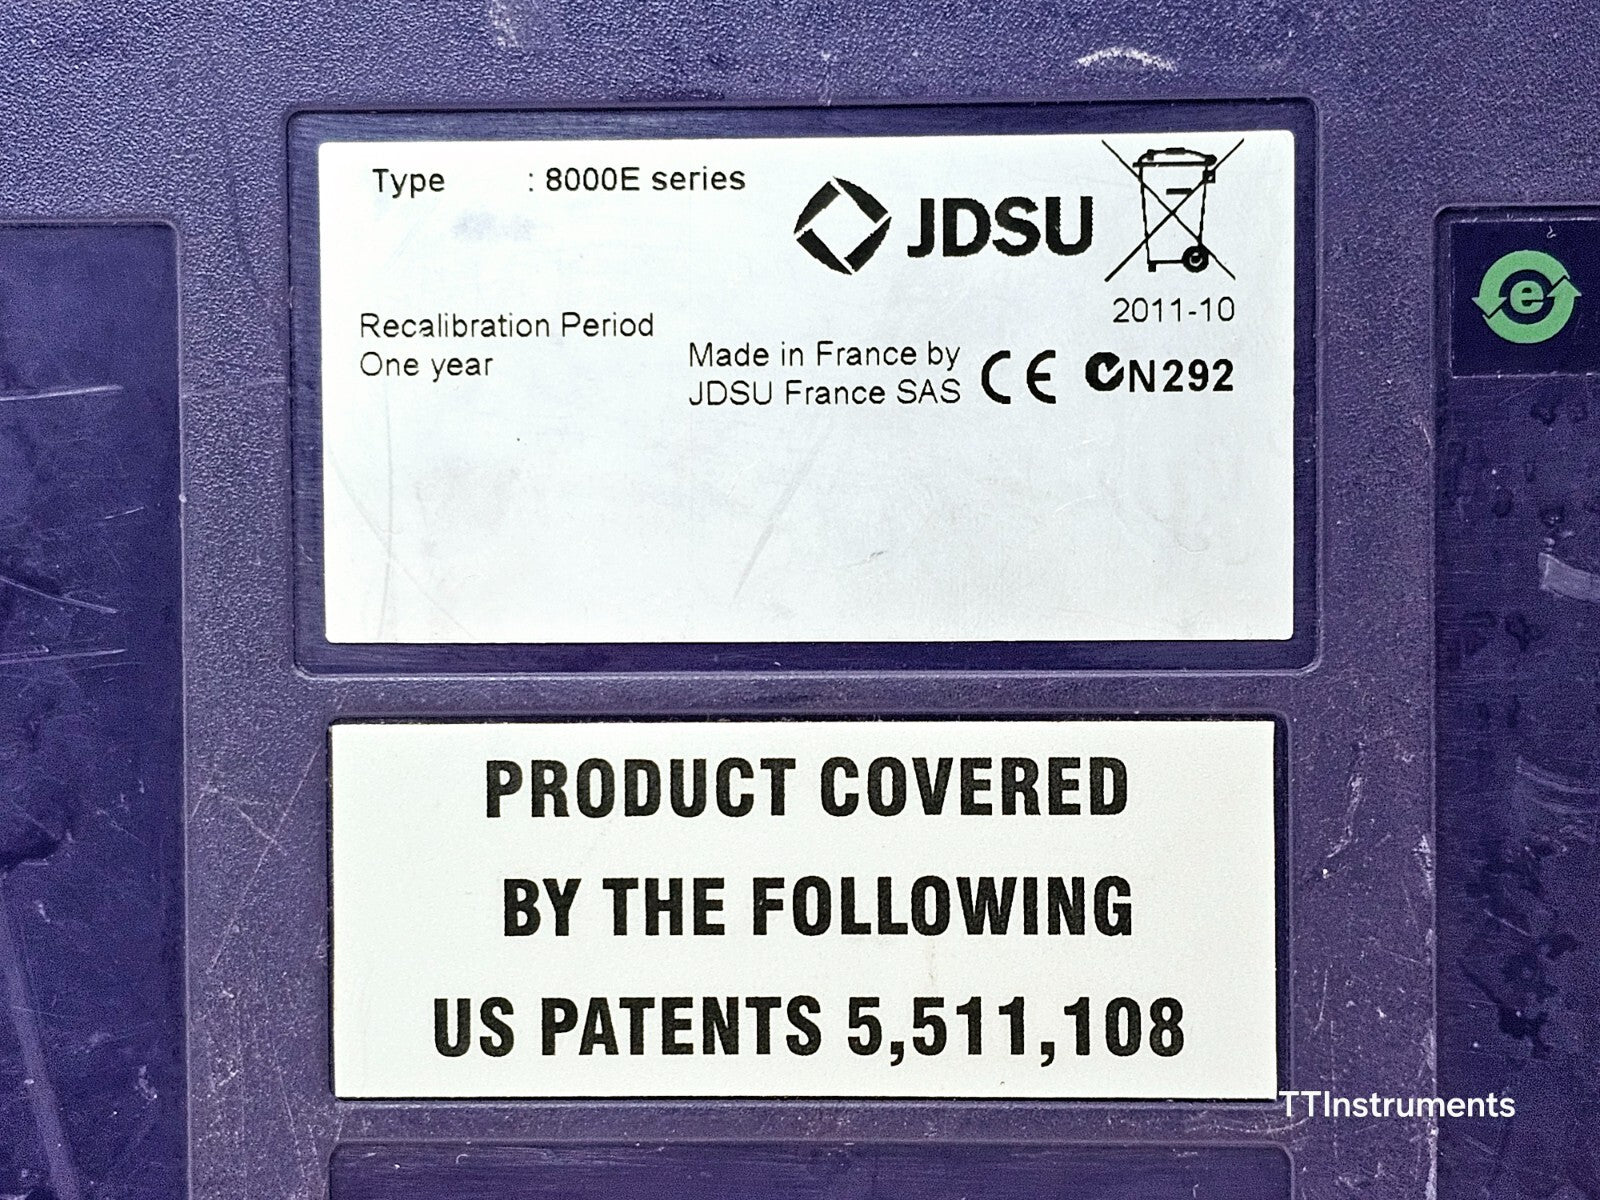 Type : 8000E series
JDSU
2011-10
Recalibration Period
One year
Made in France by
JDSU France SAS
CE N292
e
PRODUCT COVERED
BY THE FOLLOWING
US PATENTS 5,511,108
TTInstruments